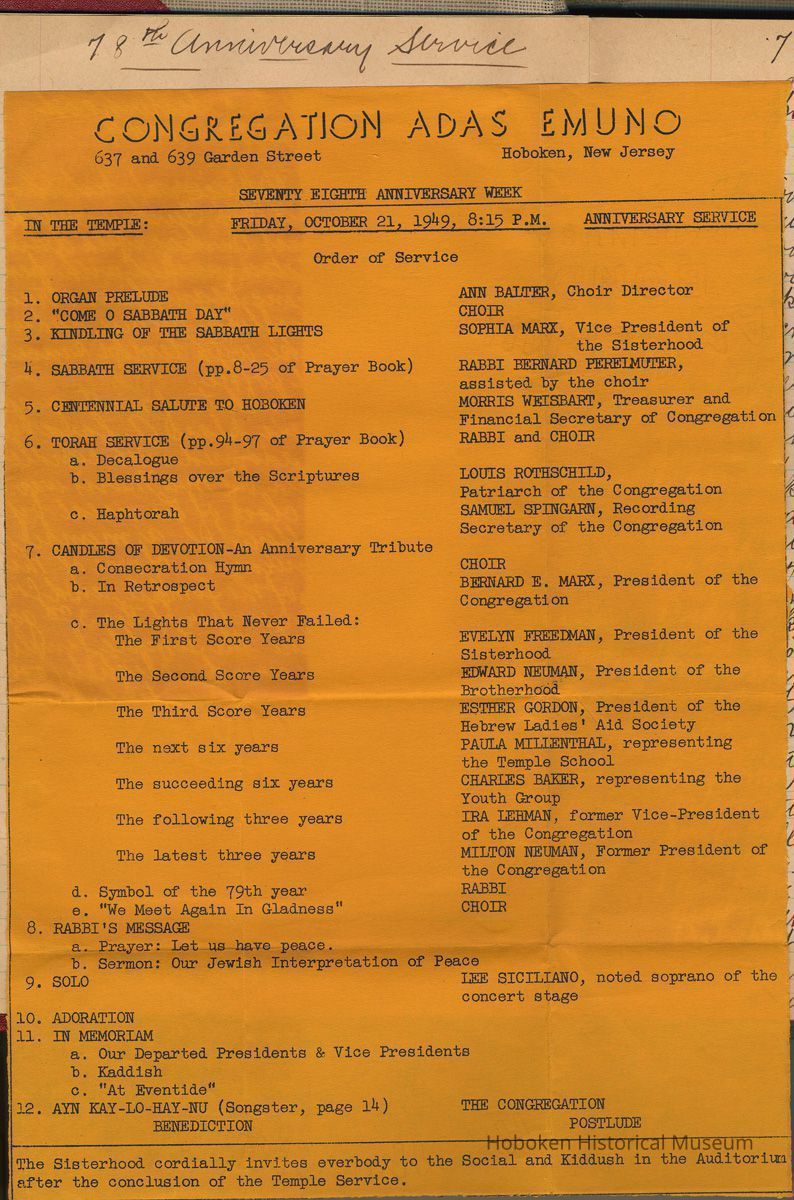 78th Anniversary Service
7
CONGREGATION ADAS EMUNO
637 and 639 Garden Street Hoboken, New Jersey
SEVENTY EIGHTH ANNIVERSARY WEEK
IN THE TEMPLE: FRIDAY, OCTOBER 21, 1949, 8:15 P.M. ANNIVERSARY SERVICE
Order of Service
1. ORGAN PRELUDE ANN BALTER, Choir Director
2. "COME O SABBATH DAY" CHOIR
3. KINDLING OF THE SABBATH LIGHTS SOPHIA MARX, Vice President of
the Sisterhood
4. SABBATH SERVICE (pp.8-25 of Prayer Book) RABBI BERNARD PERELMUTER,
assisted by the choir
5. CENTENNIAL SALUTE TO HOBOKEN MORRIS WEISBART, Treasurer and
Financial Secretary of Congregation
6. TORAH SERVICE (pp.94-97 of Prayer Book) RABBI and CHOIR
a. Decalogue
b. Blessings over the Scriptures LOUIS ROTHSCHILD,
Patriarch of the Congregation
c. Haphtorah SAMUEL SPINGARN, Recording
Secretary of the Congregation
7. CANDLES OF DEVOTION-An Anniversary Tribute
a. Consecration Hymn CHOIR
b. In Retrospect BERNARD E. MARX, President of the
Congregation
c. The Lights That Never Failed:
The First Score Years EVELYN FREEDMAN, President of the
Sisterhood
The Second Score Years EDWARD NEUMAN, President of the
Brotherhood
The Third Score Years ESTHER GORDON, President of the
Hebrew Ladies' Aid Society
The next six years PAULA MILLENTHAL, representing
the Temple School
The succeeding six years CHARLES BAKER, representing the
Youth Group
The following three years IRA LEHMAN, former Vice-President
of the Congregation
The latest three years MILTON NEUMAN, Former President of
the Congregation
d. Symbol of the 79th year RABBI
e. "We Meet Again In Gladness" CHOIR
8. RABBI'S MESSAGE
a. Prayer: Let us have peace.
b. Sermon: Our Jewish Interpretation of Peace
9. SOLO LEE SICILIANO, noted soprano of the
concert stage
10. ADORATION
11. IN MEMORIAM
a. Our Departed Presidents & Vice Presidents
b. Kaddish
c. "At Eventide"
12. AYN KAY-LO-HAY-NU (Songster, page 14) THE CONGREGATION
BENEDICTION POSTLUDE
Hoboken Historical Museum
The Sisterhood cordially invites everbody to the Social and Kiddush in the Auditorium
after the conclusion of the Temple Service.